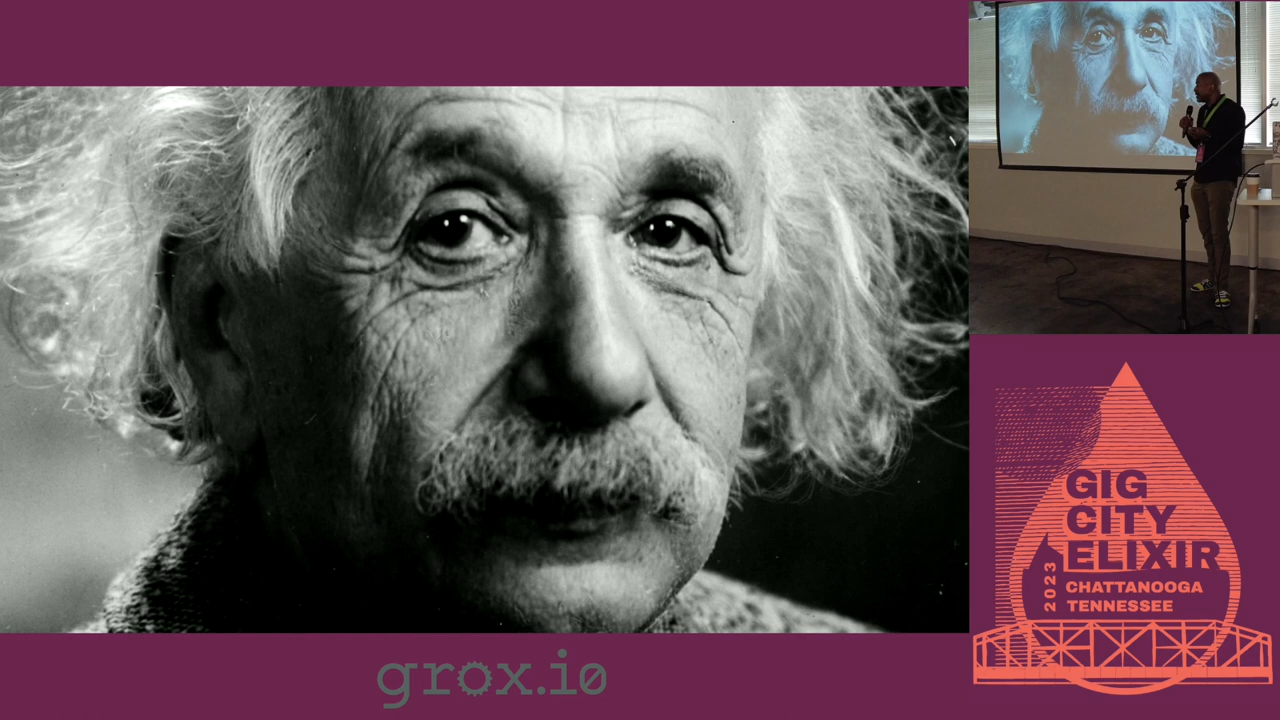 grox.io
GIG
CITY
ELIXIR
2023
CHATTANOOGA
TENNESSEE